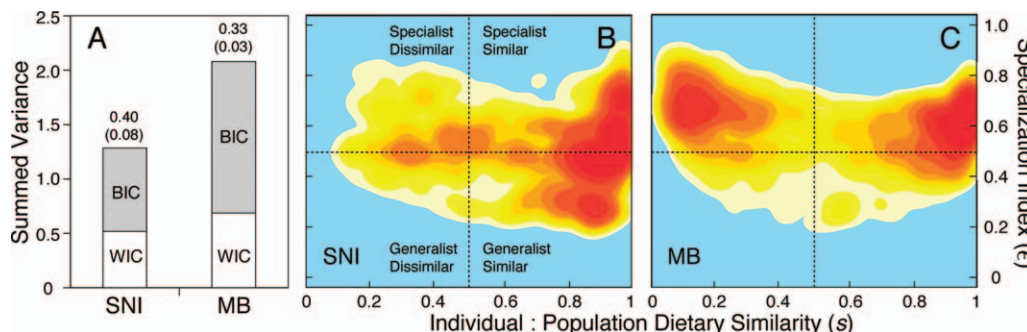 A
2.5
2.0
1.5
1.0
0.5
0
Summed Variance
0.40
(0.08)
BIC
WIC
0.33
(0.03)
BIC
WIC
SNI
MB
B
Specialist
Dissimilar
Specialist
Similar
SNI
Generalist
Dissimilar
Generalist
Similar
0
0.2
0.4
0.6
0.8
1
C
MB
0.2
0.4
0.6
0.8
1
1.0
0.8
0.6
0.4
0.2
0
Specialization Index (ε)
Individual : Population Dietary Similarity (s)